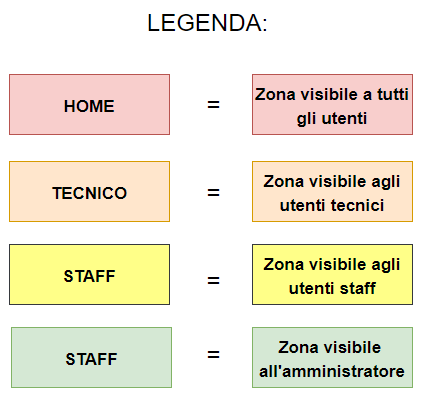 LEGENDA:
HOME = Zona visibile a tutti
gli utenti
TECNICO = Zona visibile agli
utenti tecnici
STAFF = Zona visibile agli
utenti staff
STAFF = Zona visibile
all'amministratore